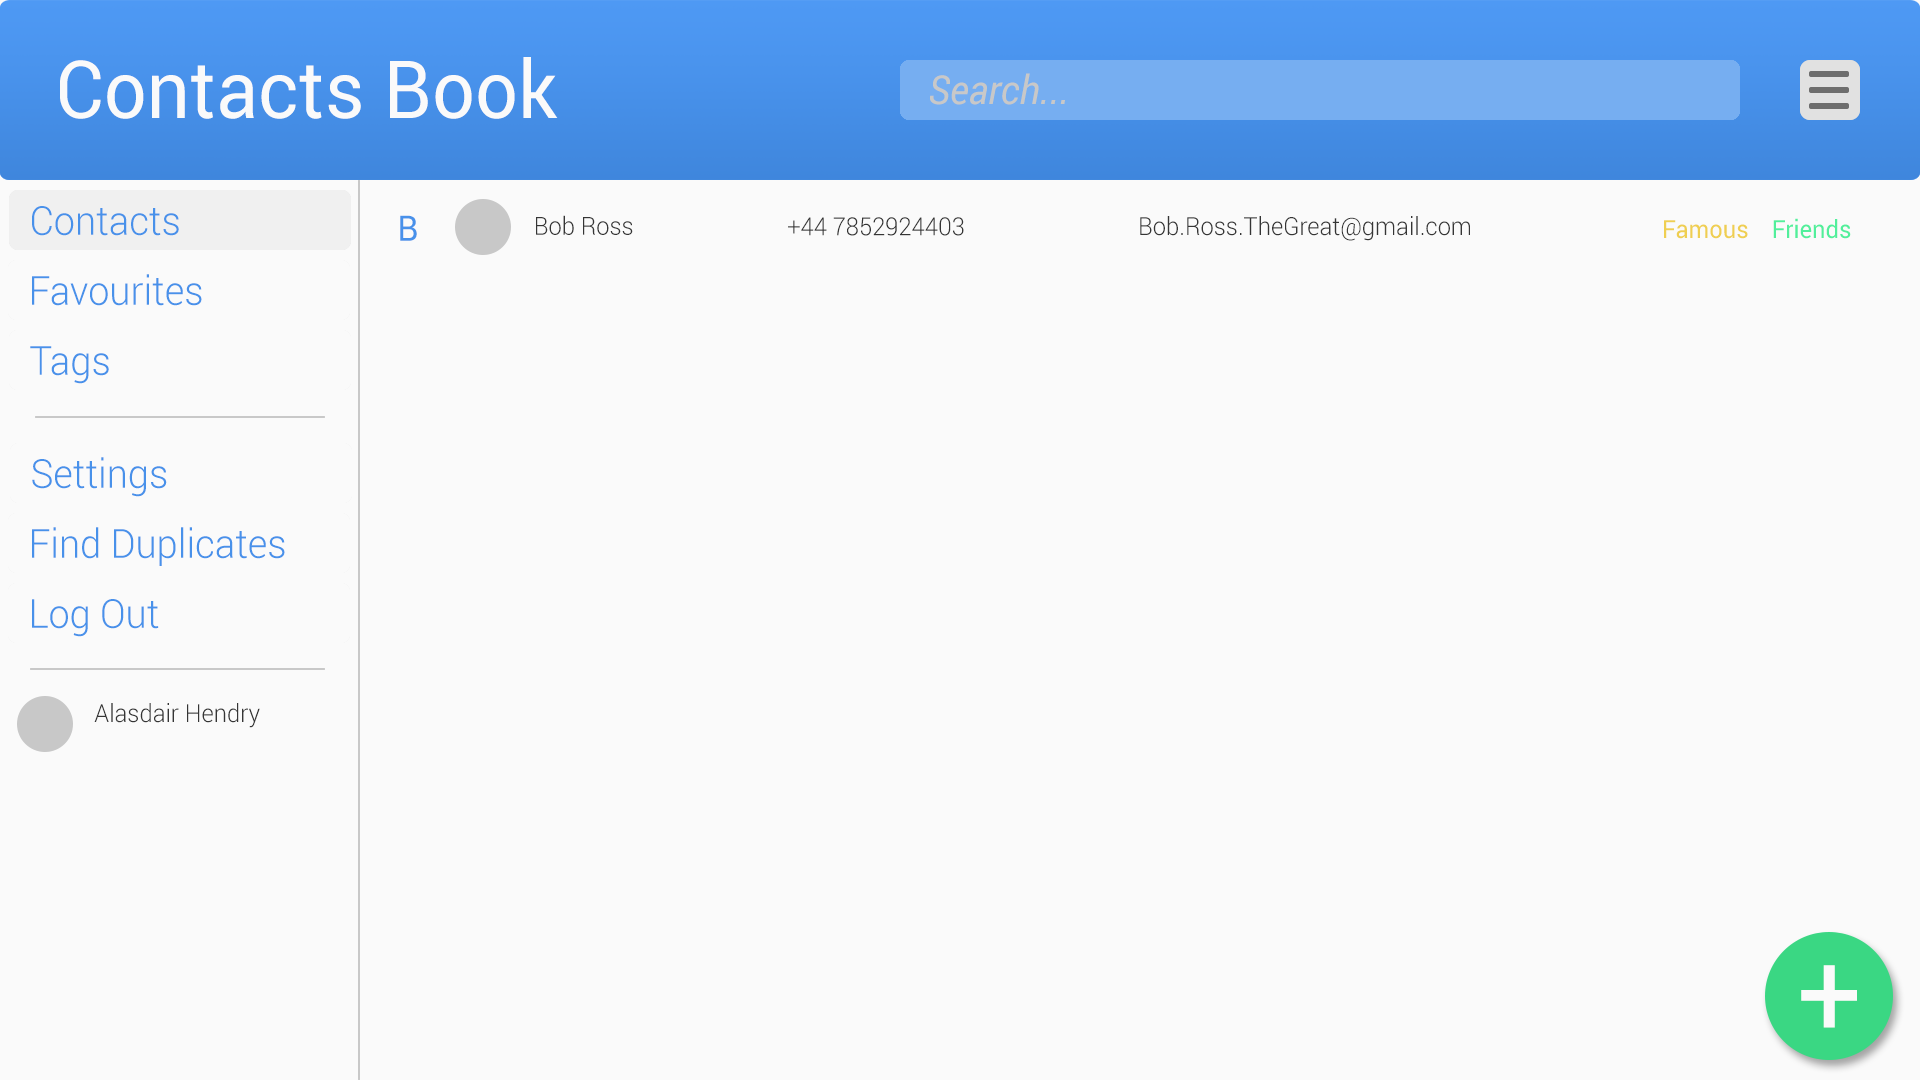 Contacts Book
Search...
Contacts
Favourites
Tags
Settings
Find Duplicates
Log Out
Alasdair Hendry
B
Bob Ross
+44 7852924403
Bob.Ross.TheGreat@gmail.com
Famous
Friends